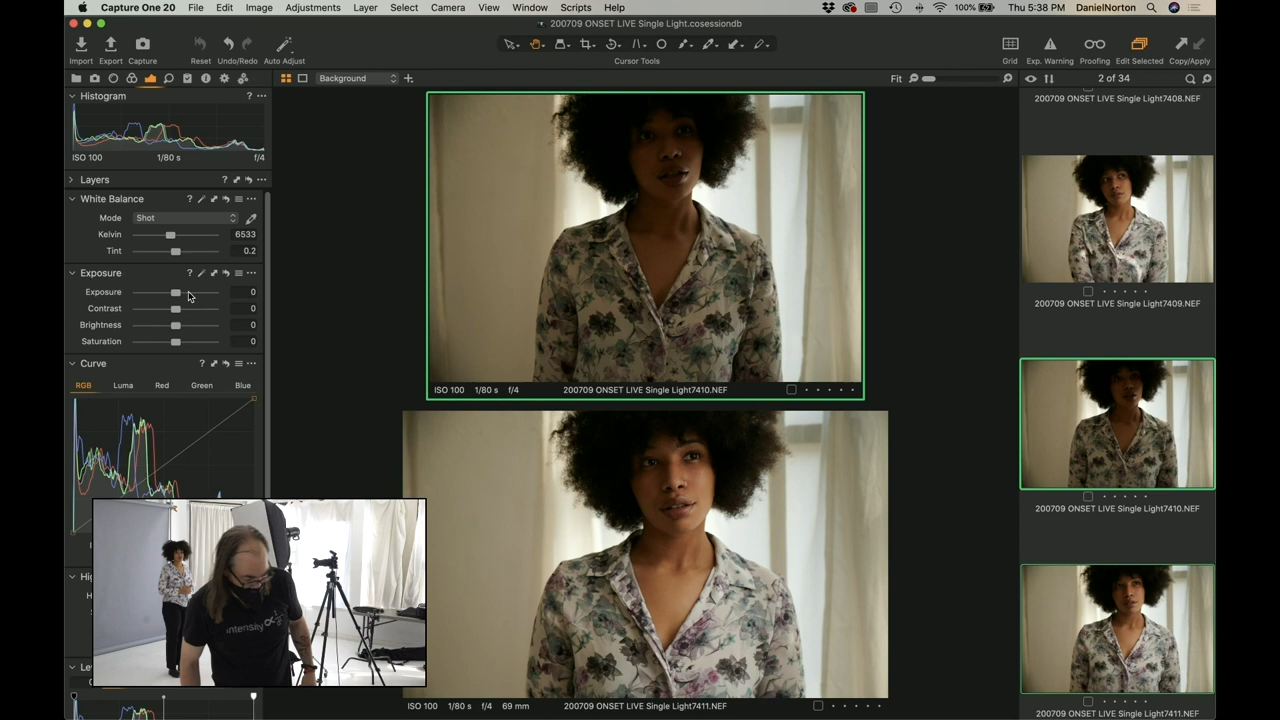 Capture One 20 File Edit View Image Adjustments Layer Select Camera View Window Scripts Help 100% Thu 5:38 PM DanielNorton
200709 ONSET LIVE Single Light.cosessiondb
Import Export Capture Reset Undo/Redo Auto Adjust Cursor Tools Grid Exp. Warning Proofing Edit Selected Copy/Apply
Background Fit 2 of 34
Histogram
ISO 100 1/80 s f/4
Layers
White Balance
Mode Shot
Kelvin 6533
Tint 0.2
Exposure
Exposure 0
Contrast 0
Brightness 0
Saturation 0
Curve
RGB Luma Red Green Blue
intensity
ISO 100 1/80 s f/4 200709 ONSET LIVE Single Light7410.NEF
ISO 100 1/80 s f/4 69 mm 200709 ONSET LIVE Single Light7411.NEF
200709 ONSET LIVE Single Light7408.NEF
200709 ONSET LIVE Single Light7409.NEF
200709 ONSET LIVE Single Light7410.NEF
200709 ONSET LIVE Single Light7411.NEF